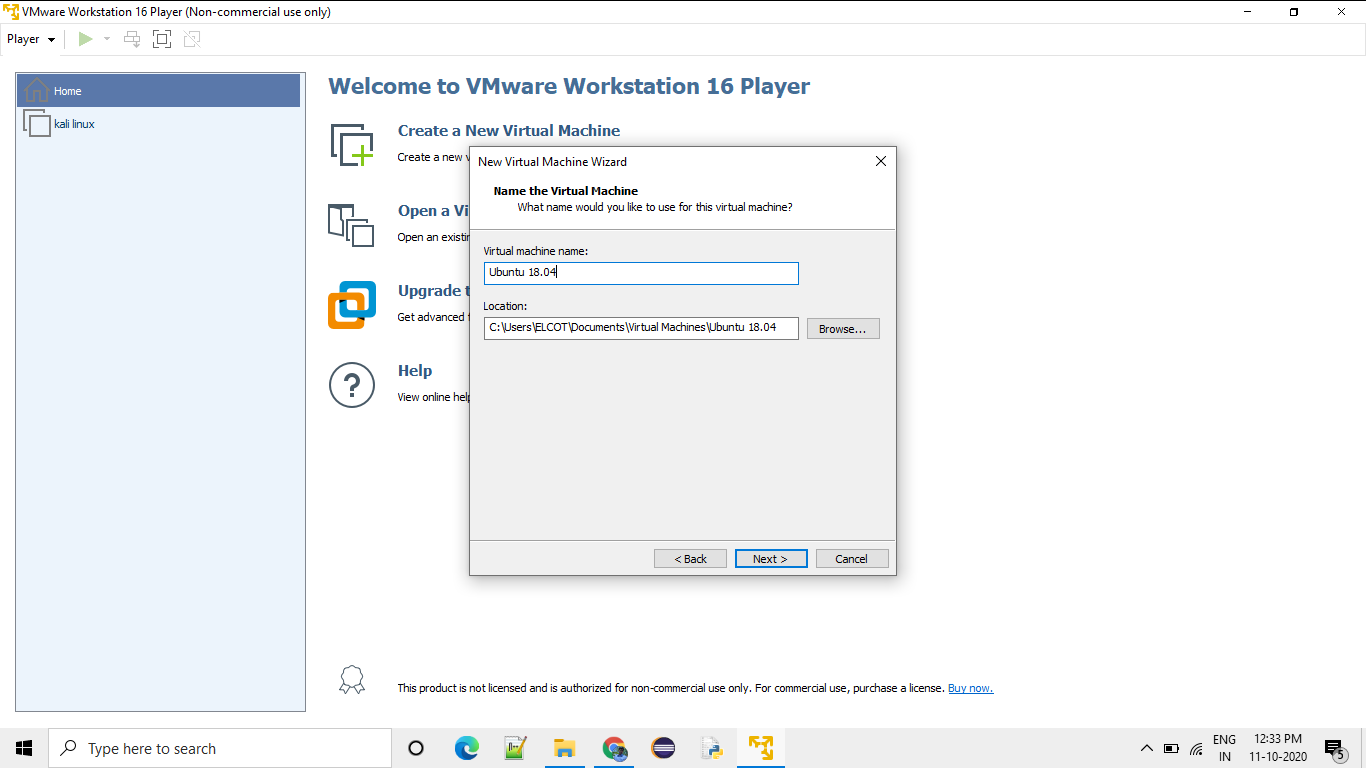 VMware Workstation 16 Player (Non-commercial use only)
Player
Home
kali linux
Welcome to VMware Workstation 16 Player
Create a New Virtual Machine
Create a new v
Open a Vi
Open an existin
Upgrade t
Get advanced f
Help
View online help
New Virtual Machine Wizard
Name the Virtual Machine
What name would you like to use for this virtual machine?
Virtual machine name:
Ubuntu 18.04
Location:
C:\Users\ELCOT\Documents\Virtual Machines\Ubuntu 18.04
Browse...
< Back
Next >
Cancel
This product is not licensed and is authorized for non-commercial use only. For commercial use, purchase a license. Buy now.
Type here to search
ENG
IN
12:33 PM
11-10-2020
5